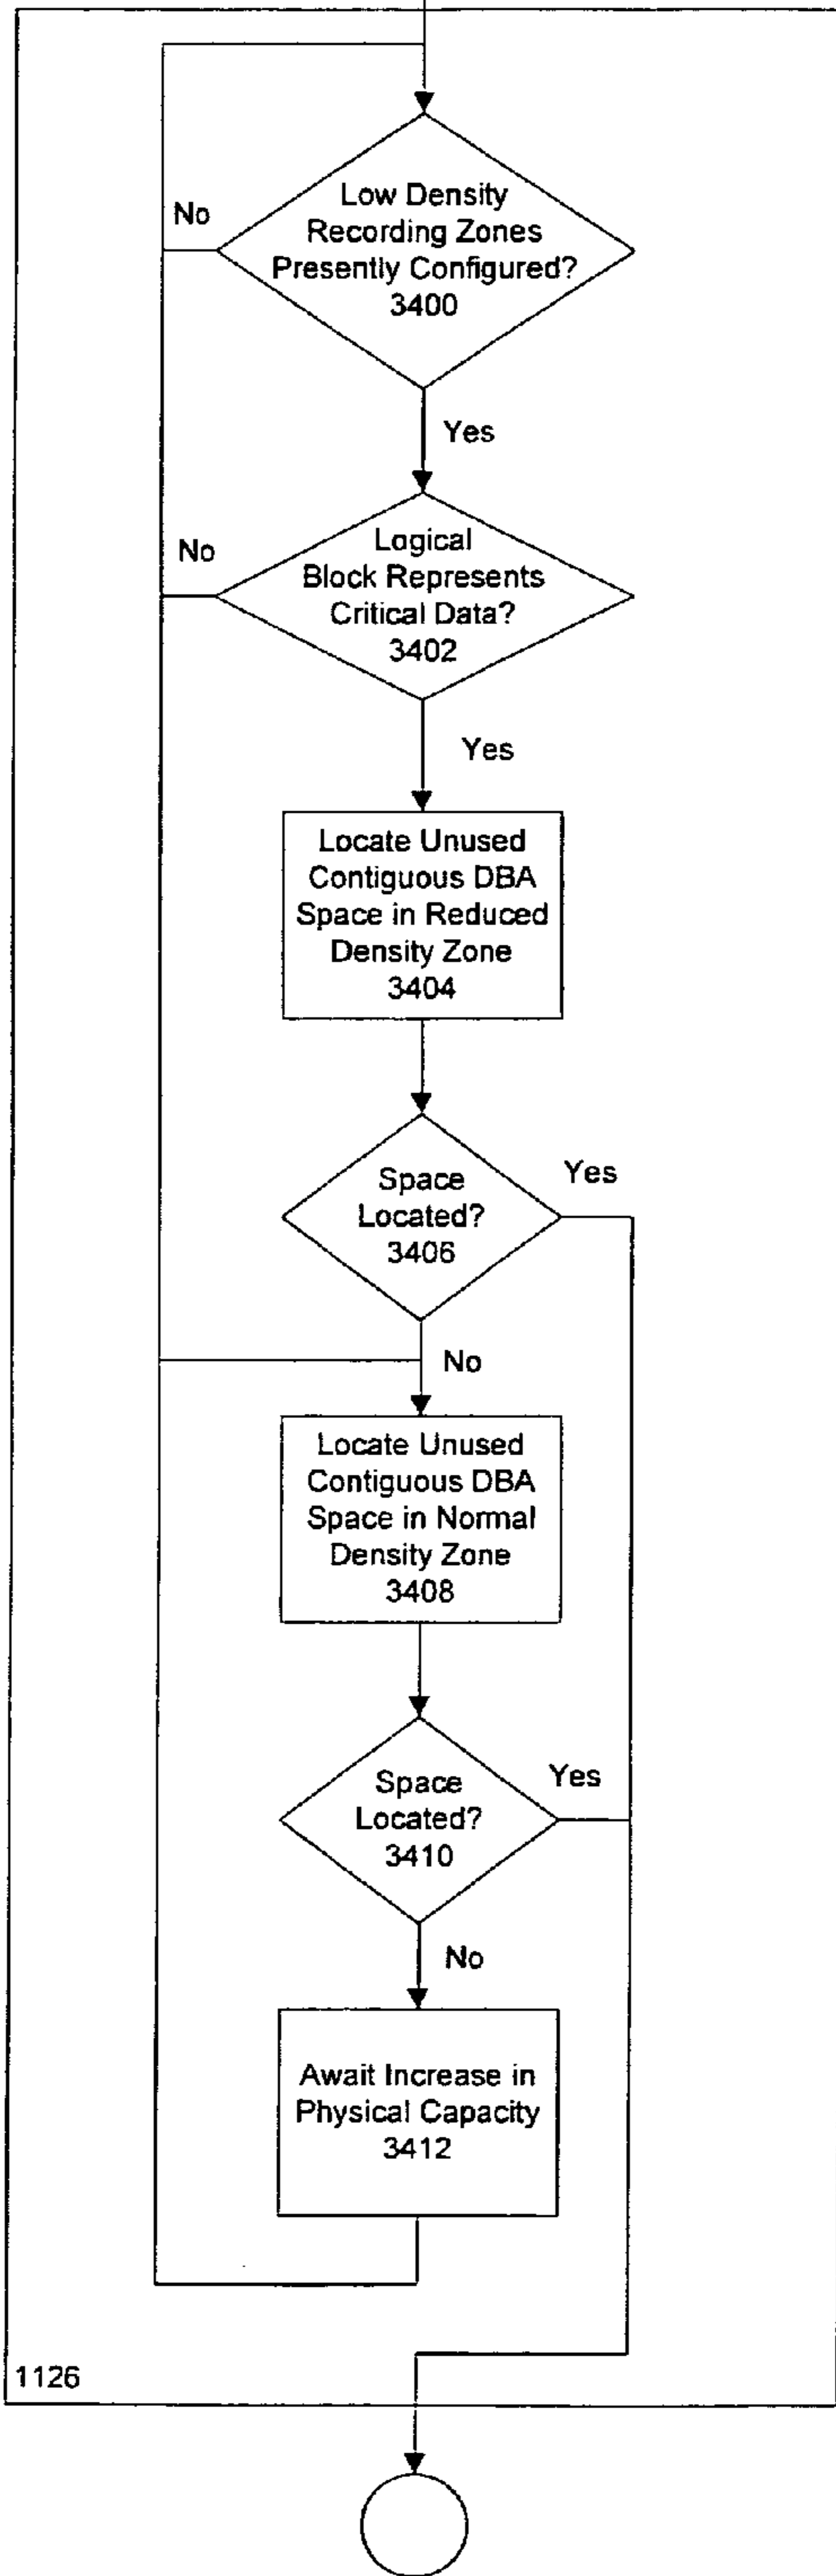 Low Density
Recording Zones
Presently Configured?
3400
No
Yes
Logical
Block Represents
Critical Data?
3402
No
Yes
Locate Unused
Contiguous DBA
Space in Reduced
Density Zone
3404
Space
Located?
3406
Yes
No
Locate Unused
Contiguous DBA
Space in Normal
Density Zone
3408
Space
Located?
3410
Yes
No
Await Increase in
Physical Capacity
3412
1126